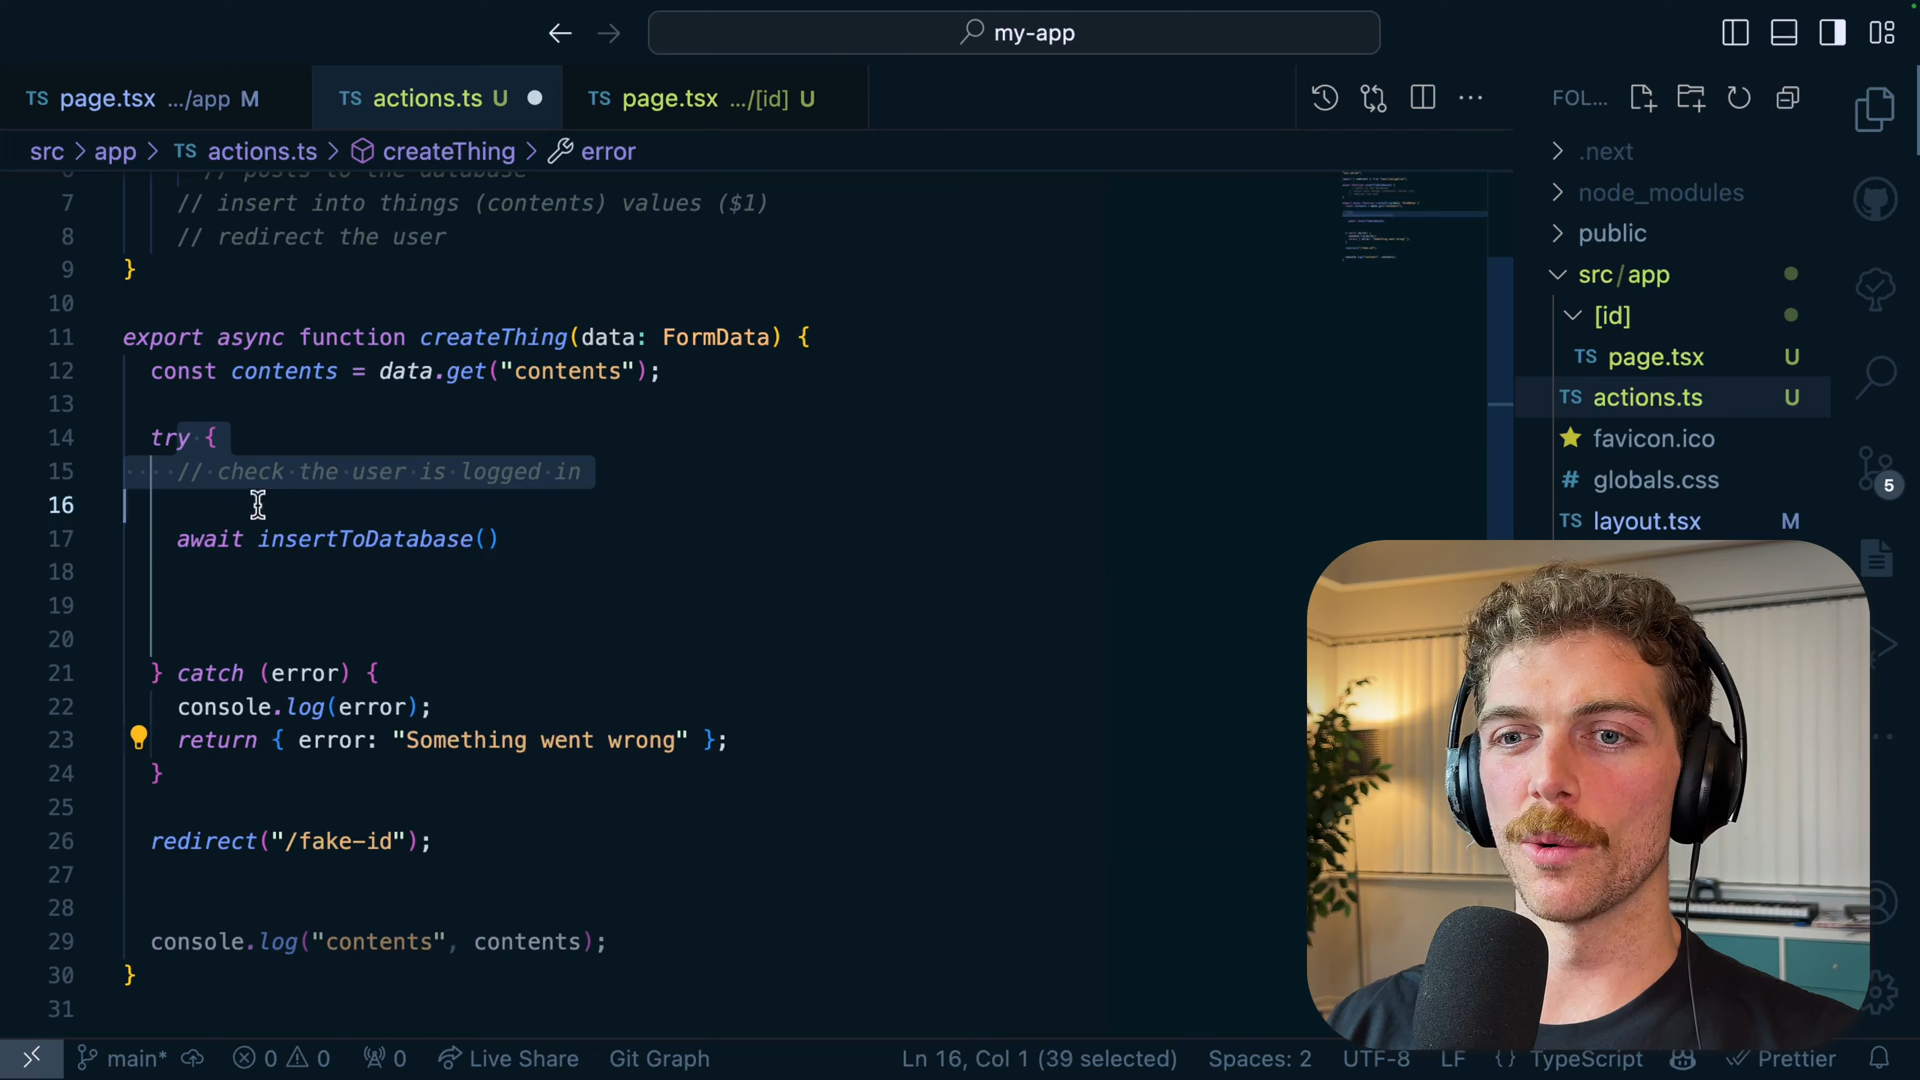 my-app
TS page.tsx .../app M
TS actions.ts U
TS page.tsx .../[id] U
FOL...
src > app > TS actions.ts > createThing > error
// posts to the database
7 // insert into things (contents) values ($1)
8 // redirect the user
9 }
10
11 export async function createThing(data: FormData) {
12 const contents = data.get("contents");
13
14 try {
15 // check the user is logged in
16
17 await insertToDatabase()
18
19
20
21 } catch (error) {
22 console.log(error);
23 return { error: "Something went wrong" };
24 }
25
26 redirect("/fake-id");
27
28
29 console.log("contents", contents);
30 }
31
.next
node_modules
public
src/app
[id]
TS page.tsx U
TS actions.ts U
favicon.ico
# globals.css
TS layout.tsx M
5
main* 0 0 0 Live Share Git Graph Ln 16, Col 1 (39 selected) Spaces: 2 UTF-8 LF {} TypeScript Prettier